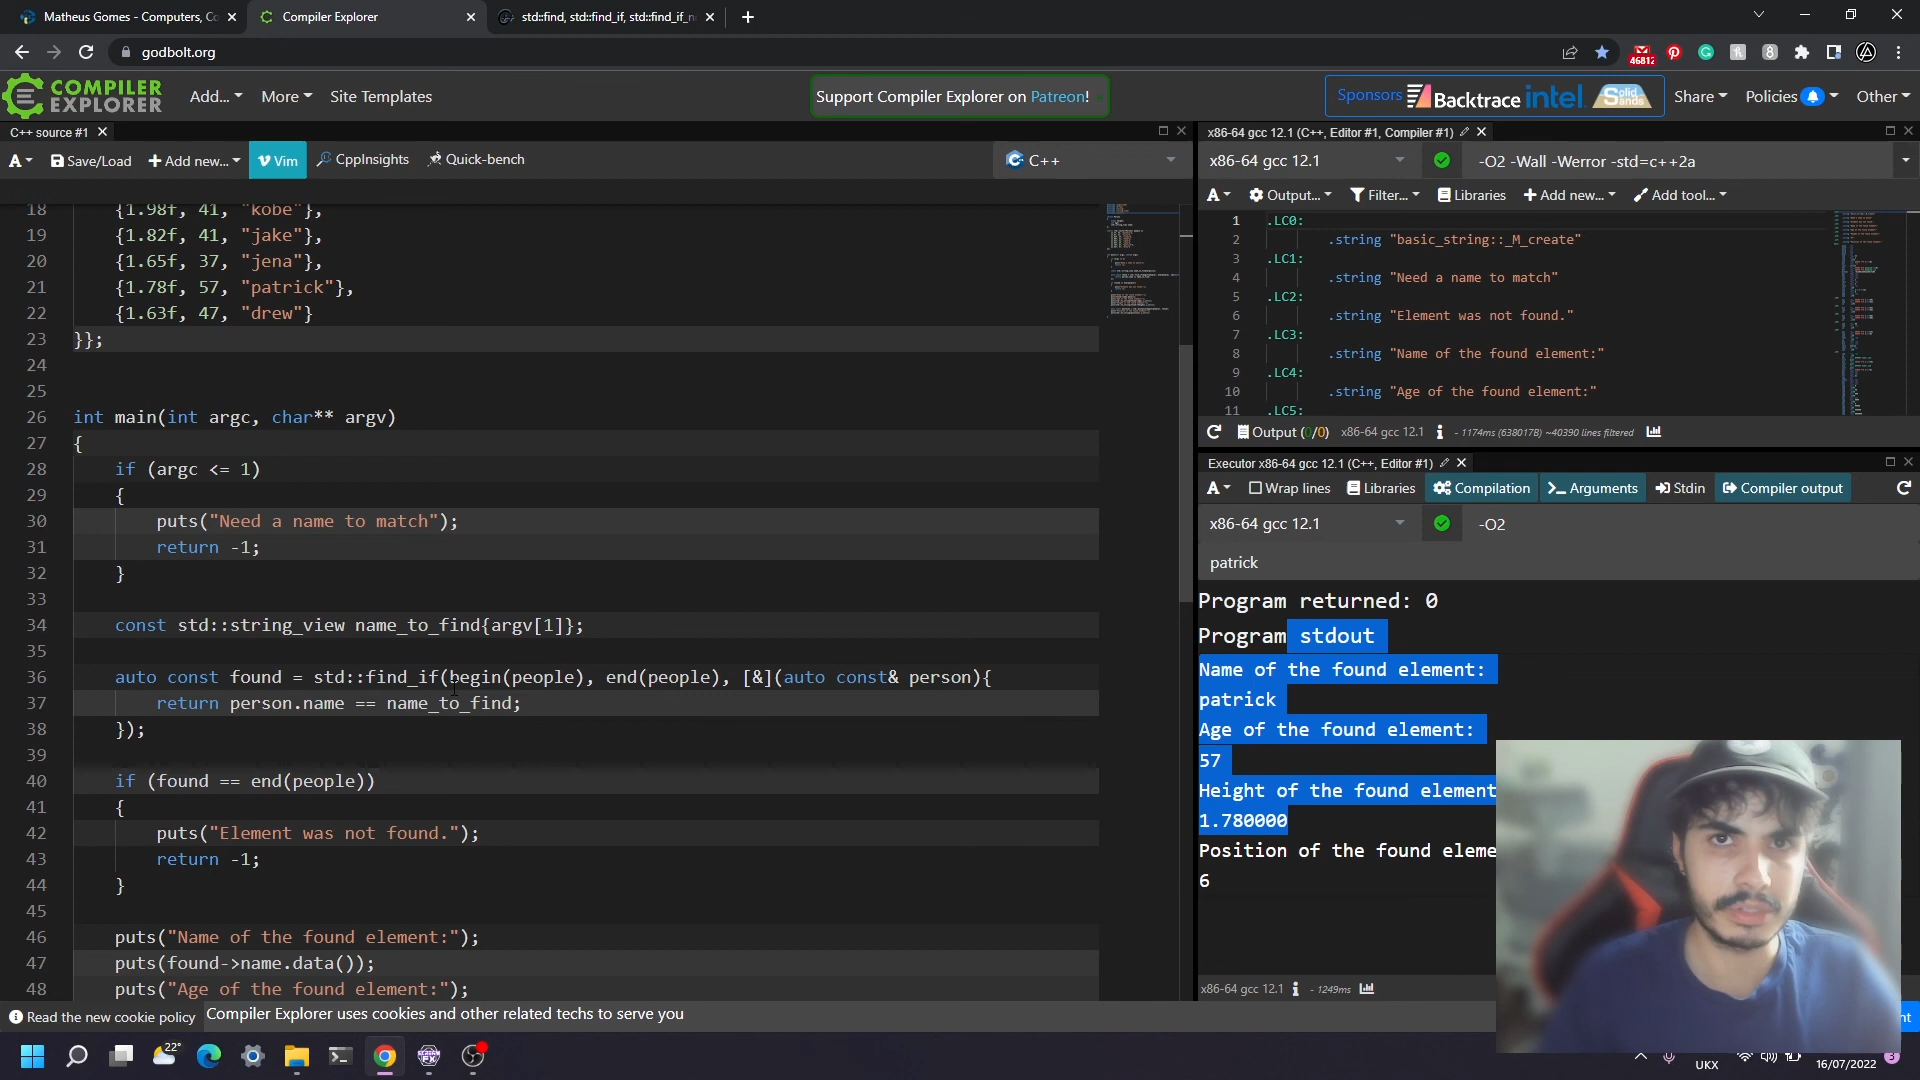 Matheus Gomes - Computers, Co
Compiler Explorer
std::find, std::find_if, std::find_if_n
godbolt.org
46812
COMPILER
EXPLORER
Add...
More
Site Templates
Support Compiler Explorer on Patreon!
Sponsors
Backtrace
intel.
Solid
Sands
Share
Policies
Other
C++ source #1
A
Save/Load
Add new...
Vim
CppInsights
Quick-bench
C++
18 {1.98f, 41, "kobe"},
19 {1.82f, 41, "jake"},
20 {1.65f, 37, "jena"},
21 {1.78f, 57, "patrick"},
22 {1.63f, 47, "drew"}
23 }};
24
25
26 int main(int argc, char** argv)
27 {
28 if (argc <= 1)
29 {
30 puts("Need a name to match");
31 return -1;
32 }
33
34 const std::string_view name_to_find{argv[1]};
35
36 auto const found = std::find_if(begin(people), end(people), [&](auto const& person){
37 return person.name == name_to_find;
38 });
39
40 if (found == end(people))
41 {
42 puts("Element was not found.");
43 return -1;
44 }
45
46 puts("Name of the found element:");
47 puts(found->name.data());
48 puts("Age of the found element:");
x86-64 gcc 12.1 (C++, Editor #1, Compiler #1)
x86-64 gcc 12.1
-O2 -Wall -Werror -std=c++2a
A
Output...
Filter...
Libraries
Add new...
Add tool...
1 .LC0:
2 .string "basic_string::_M_create"
3 .LC1:
4 .string "Need a name to match"
5 .LC2:
6 .string "Element was not found."
7 .LC3:
8 .string "Name of the found element:"
9 .LC4:
10 .string "Age of the found element:"
11 .LC5:
Output (0/0) x86-64 gcc 12.1 - 1174ms (638017B) ~40390 lines filtered
Executor x86-64 gcc 12.1 (C++, Editor #1)
A
Wrap lines
Libraries
Compilation
Arguments
Stdin
Compiler output
x86-64 gcc 12.1
-O2
patrick
Program returned: 0
Program stdout
Name of the found element:
patrick
Age of the found element:
57
Height of the found element
1.780000
Position of the found eleme
6
x86-64 gcc 12.1 - 1249ms
Read the new cookie policy
Compiler Explorer uses cookies and other related techs to serve you
nt
22°
UKX
16/07/2022
3